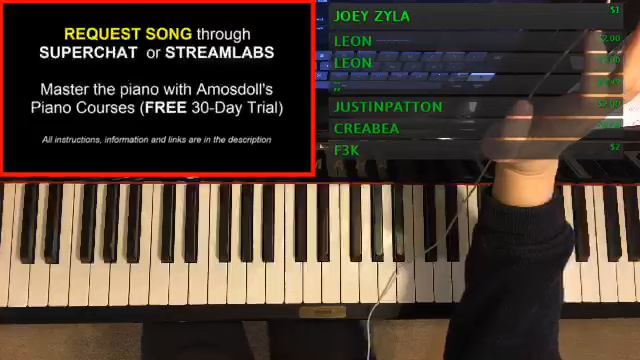 REQUEST SONG through
SUPERCHAT or STREAMLABS
Master the piano with Amosdoll's
Piano Courses (FREE 30-Day Trial)
All instructions, information and links are in the description
JOEY ZYLA $1
LEON
LEON
JUSTINPATTON
CREABEA
F3K $2